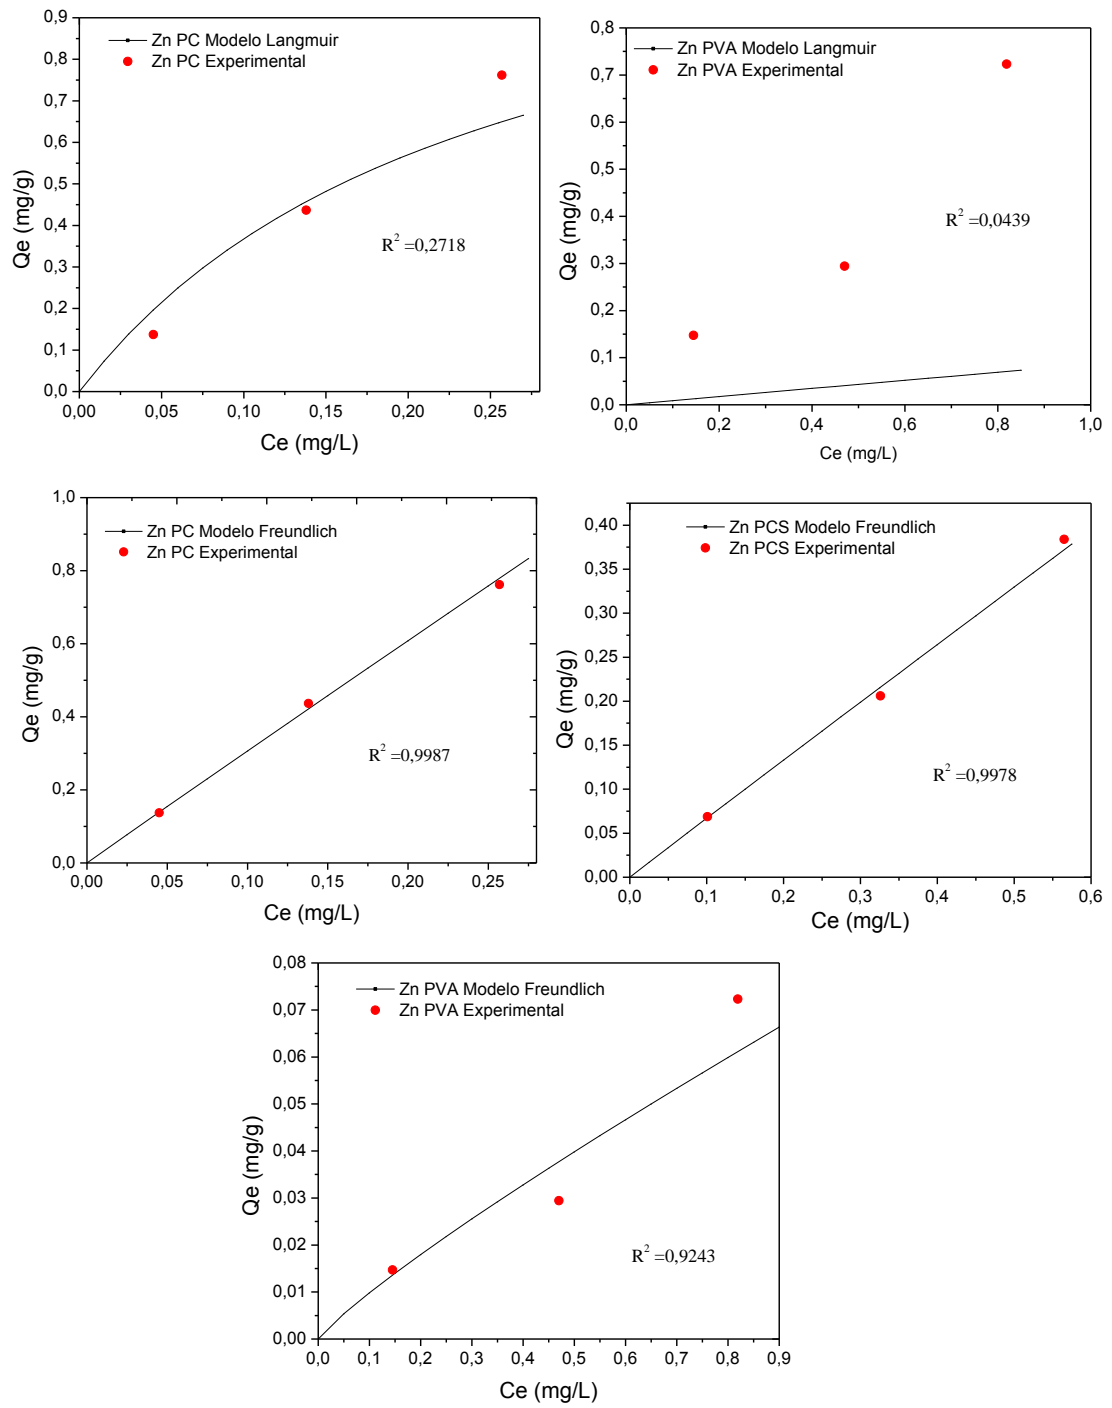 Zn PC Modelo Langmuir
Zn PC Experimental
0,9
0,8
0,7
0,6
0,5
0,4
0,3
0,2
0,1
0,0
Qe (mg/g)
R² =0,2718
0,00 0,05 0,10 0,15 0,20 0,25
Ce (mg/L)
Zn PVA Modelo Langmuir
Zn PVA Experimental
0,8
0,7
0,6
0,5
0,4
0,3
0,2
0,1
0,0
Qe (mg/g)
R² =0,0439
0,0 0,2 0,4 0,6 0,8 1,0
Ce (mg/L)
Zn PC Modelo Freundlich
Zn PC Experimental
1,0
0,8
0,6
0,4
0,2
0,0
Qe (mg/g)
R² =0,9987
0,00 0,05 0,10 0,15 0,20 0,25
Ce (mg/L)
Zn PCS Modelo Freundlich
Zn PCS Experimental
0,40
0,35
0,30
0,25
0,20
0,15
0,10
0,05
0,00
Qe (mg/g)
R² =0,9978
0,0 0,1 0,2 0,3 0,4 0,5 0,6
Ce (mg/L)
Zn PVA Modelo Freundlich
Zn PVA Experimental
0,08
0,07
0,06
0,05
0,04
0,03
0,02
0,01
0,00
Qe (mg/g)
R² =0,9243
0,0 0,1 0,2 0,3 0,4 0,5 0,6 0,7 0,8 0,9
Ce (mg/L)